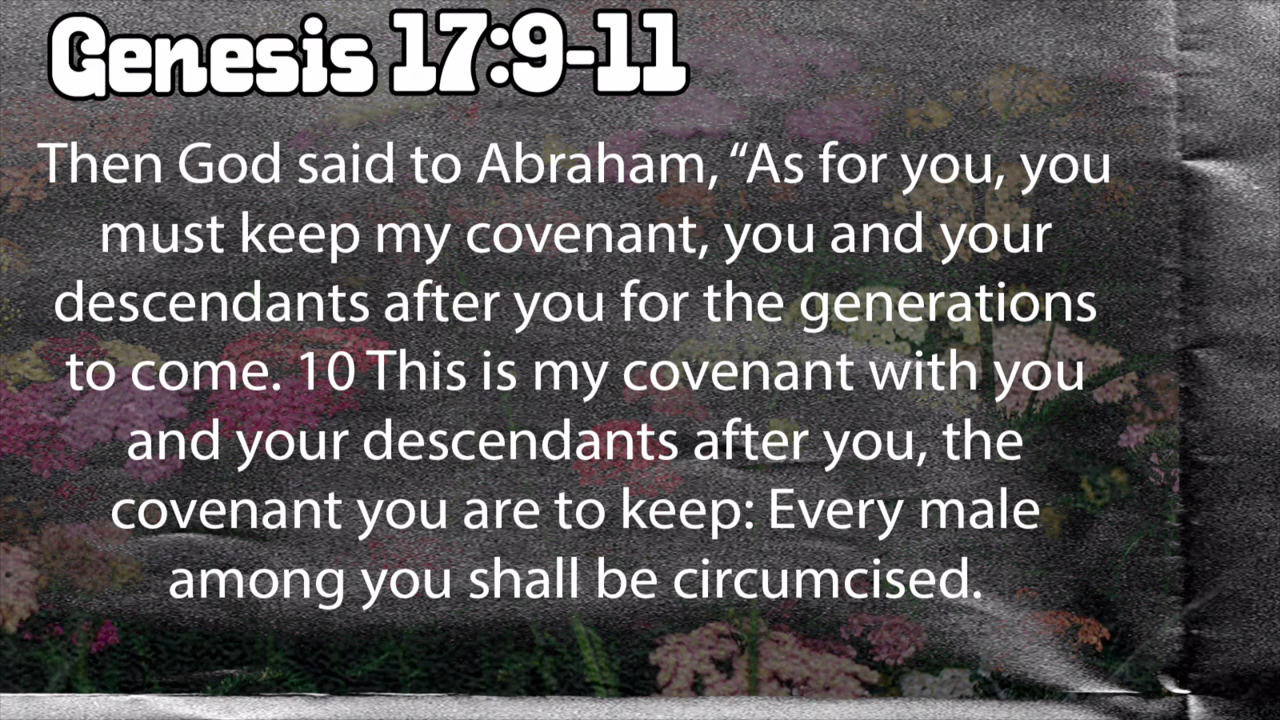 Genesis 17:9-11
Then God said to Abraham, “As for you, you
must keep my covenant, you and your
descendants after you for the generations
to come. 10 This is my covenant with you
and your descendants after you, the
covenant you are to keep: Every male
among you shall be circumcised.